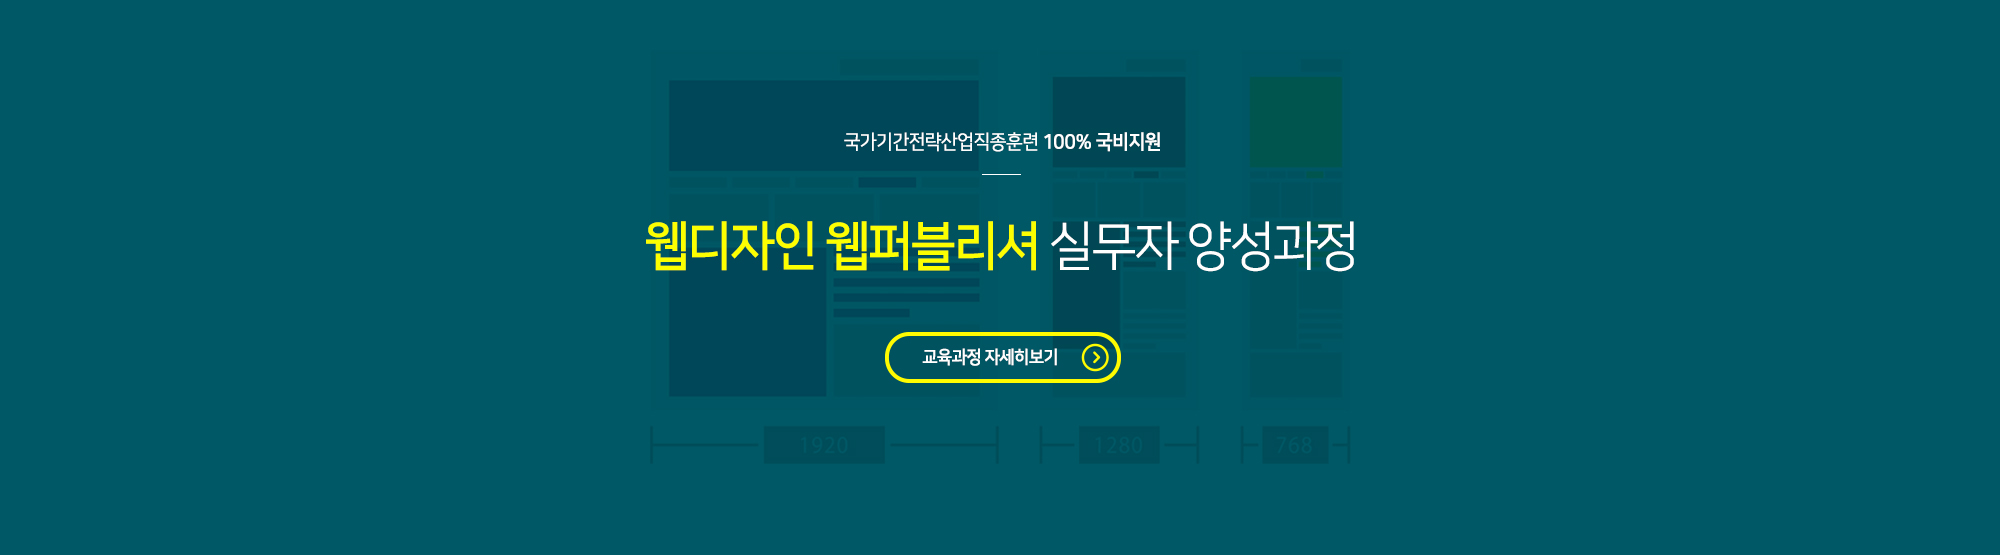 국가기간전략산업직종훈련 100% 국비지원
웹디자인 웹퍼블리셔 실무자 양성과정
교육과정 자세히보기
1920
1280
768